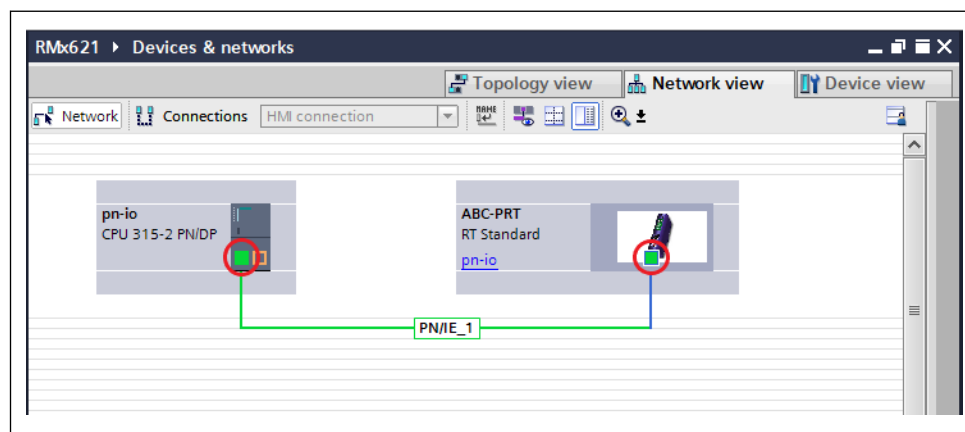 RMx621 ▸ Devices & networks
Topology view Network view Device view
Network Connections HMI connection
pn-io
CPU 315-2 PN/DP
ABC-PRT
RT Standard
pn-io
PN/IE_1